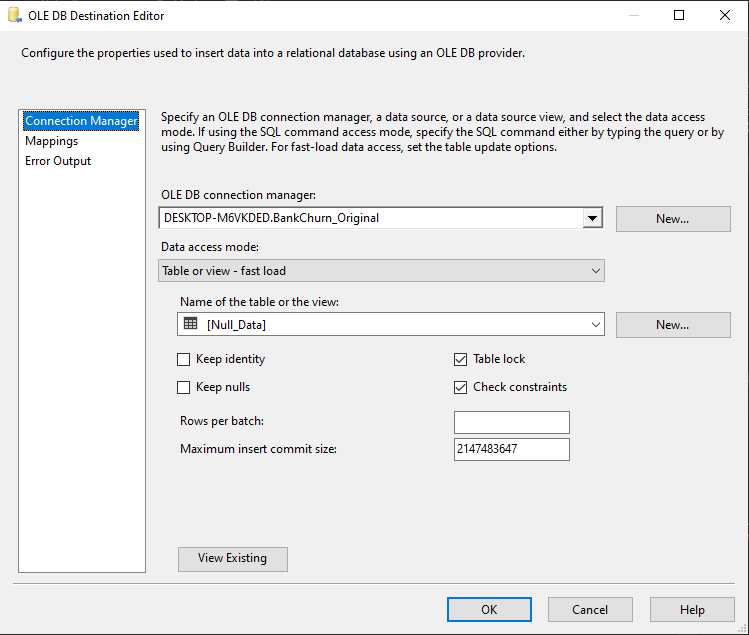 OLE DB Destination Editor
Configure the properties used to insert data into a relational database using an OLE DB provider.
Connection Manager
Mappings
Error Output
Specify an OLE DB connection manager, a data source, or a data source view, and select the data access
mode. If using the SQL command access mode, specify the SQL command either by typing the query or by
using Query Builder. For fast-load data access, set the table update options.
OLE DB connection manager:
DESKTOP-M6VKDED.BankChurn_Original
New...
Data access mode:
Table or view - fast load
Name of the table or the view:
[Null_Data]
New...
Keep identity
Table lock
Keep nulls
Check constraints
Rows per batch:
Maximum insert commit size:
2147483647
View Existing
OK
Cancel
Help